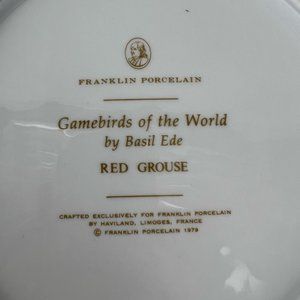 FRANKLIN PORCELAIN
Gamebirds of the World
by Basil Ede
RED GROUSE
CRAFTED EXCLUSIVELY FOR FRANKLIN PORCELAIN
BY HAVILAND, LIMOGES, FRANCE
© FRANKLIN PORCELAIN 1979